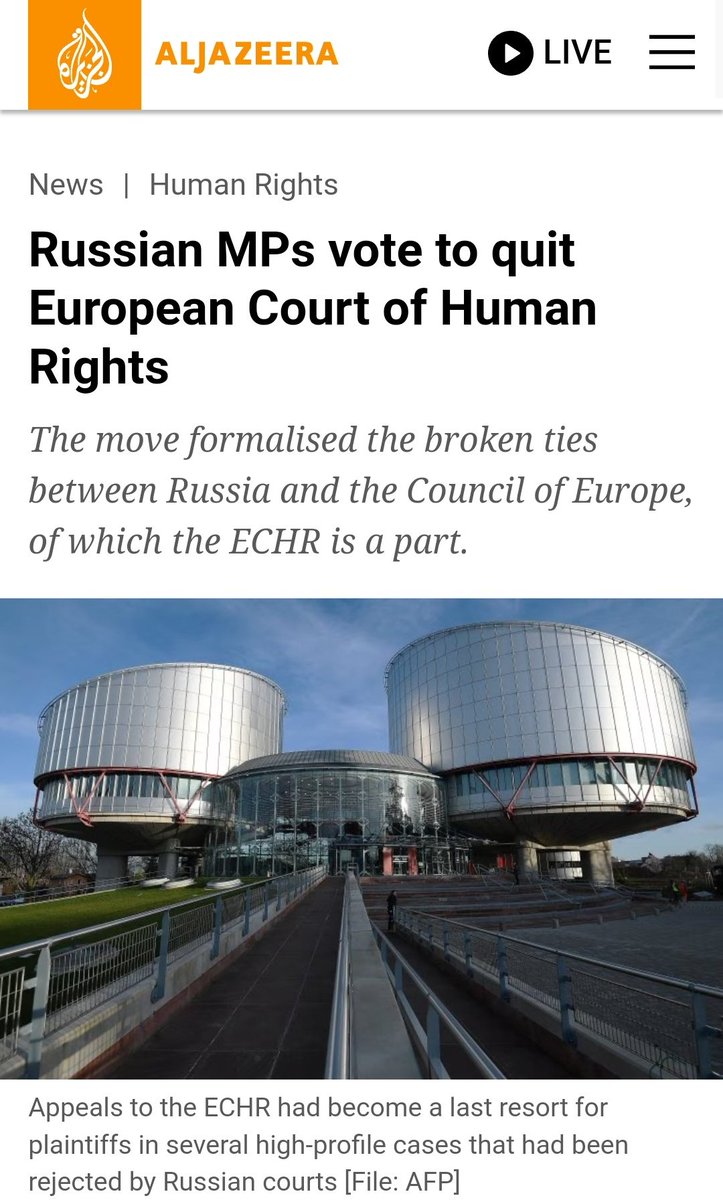 ALJAZEERA
LIVE
News | Human Rights
Russian MPs vote to quit
European Court of Human
Rights
The move formalised the broken ties
between Russia and the Council of Europe,
of which the ECHR is a part.
Appeals to the ECHR had become a last resort for
plaintiffs in several high-profile cases that had been
rejected by Russian courts [File: AFP]